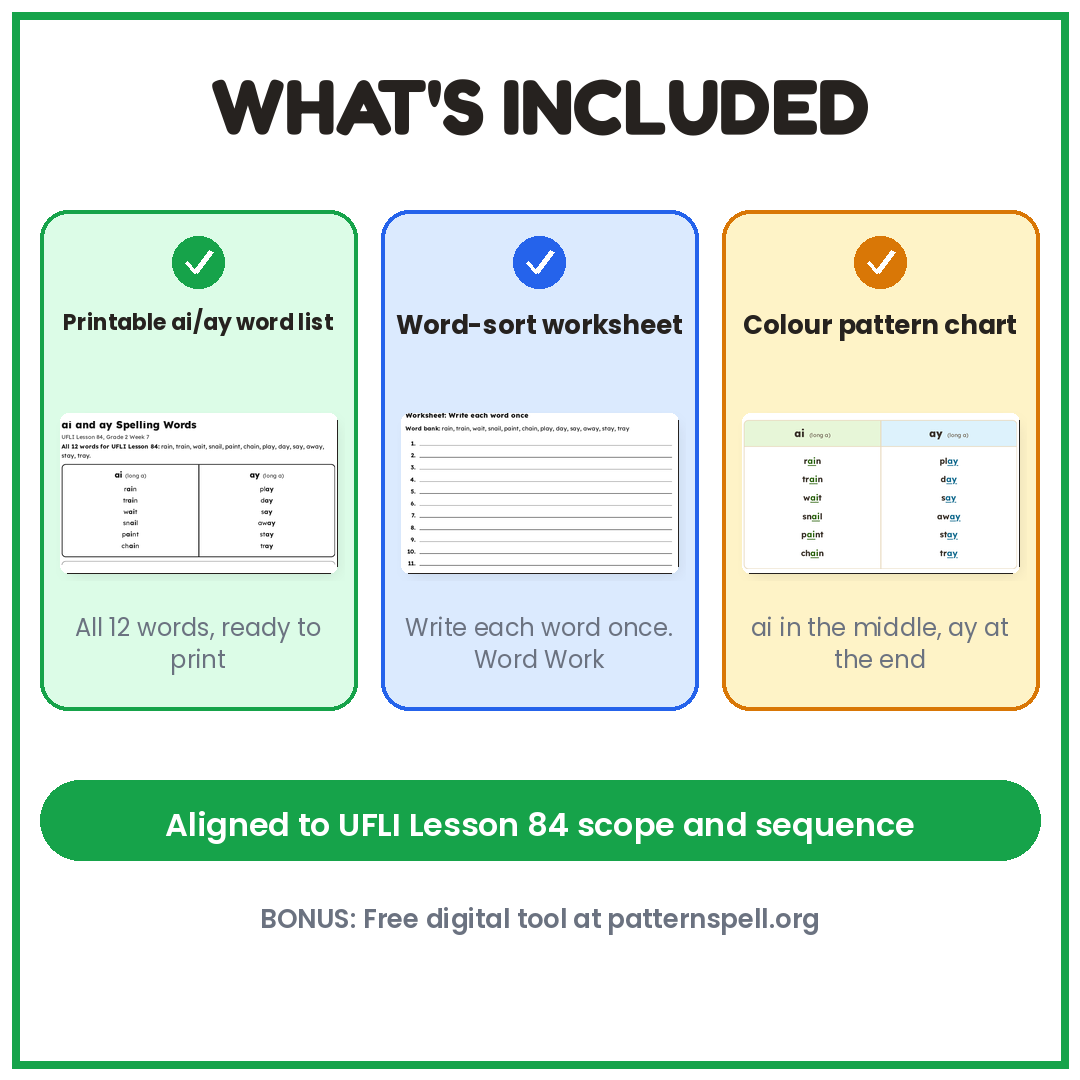 WHAT'S INCLUDED
Printable ai/ay word list
ai and ay Spelling Words
UFLI Lesson 84, Grade 2 Week 7
All 12 words for UFLI Lesson 84: rain, train, wait, snail, paint, chain, play, day, say, away,
stay, tray.
ai (long a) ay (long a)
rain play
train day
wait say
snail away
paint stay
chain tray
All 12 words, ready to
print
Word-sort worksheet
Worksheet: Write each word once
Word bank: rain, train, wait, snail, paint, chain, play, day, say, away, stay, tray
1.
2.
3.
4.
5.
6.
7.
8.
9.
10.
11.
Write each word once.
Word Work
Colour pattern chart
ai (long a) ay (long a)
rain play
train day
wait say
snail away
paint stay
chain tray
ai in the middle, ay at
the end
Aligned to UFLI Lesson 84 scope and sequence
BONUS: Free digital tool at patternspell.org